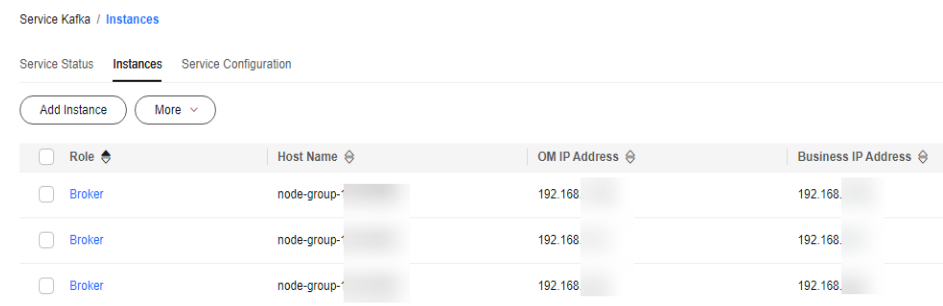 Service Kafka / Instances
Service Status Instances Service Configuration
Add Instance More
Role Host Name OM IP Address Business IP Address
Broker node-group-1 192.168. 192.168.
Broker node-group-1 192.168. 192.168.
Broker node-group-1 192.168. 192.168.